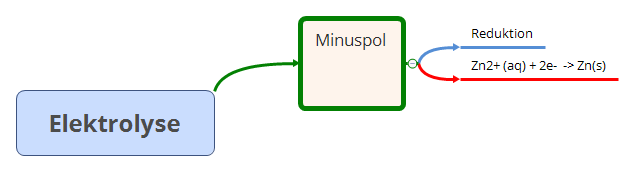 Elektrolyse
Minuspol
Reduktion
Zn2+ (aq) + 2e- -> Zn(s)